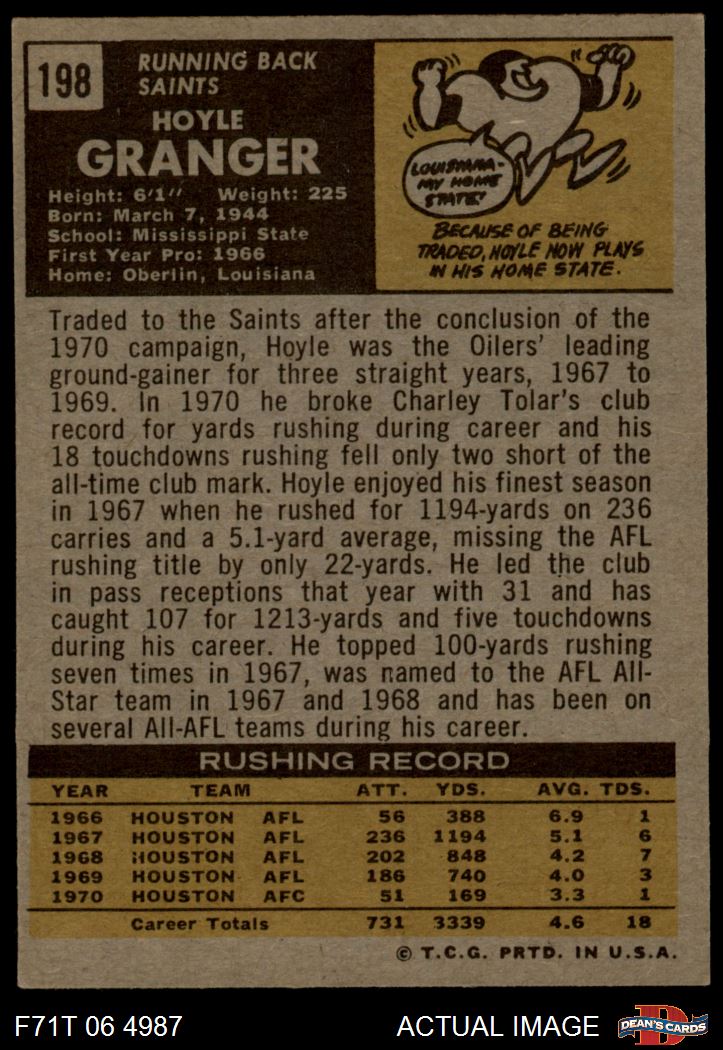 198
RUNNING BACK
SAINTS
HOYLE
GRANGER
Height: 6'1" Weight: 225
Born: March 7, 1944
School: Mississippi State
First Year Pro: 1966
Home: Oberlin, Louisiana
LOUISIANA-
MY HOME
STATE!
BECAUSE OF BEING
TRADED, HOYLE NOW PLAYS
IN HIS HOME STATE.
Traded to the Saints after the conclusion of the
1970 campaign, Hoyle was the Oilers' leading
ground-gainer for three straight years, 1967 to
1969. In 1970 he broke Charley Tolar's club
record for yards rushing during career and his
18 touchdowns rushing fell only two short of the
all-time club mark. Hoyle enjoyed his finest season
in 1967 when he rushed for 1194-yards on 236
carries and a 5.1-yard average, missing the AFL
rushing title by only 22-yards. He led the club
in pass receptions that year with 31 and has
caught 107 for 1213-yards and five touchdowns
during his career. He topped 100-yards rushing
seven times in 1967, was named to the AFL All-
Star team in 1967 and 1968 and has been on
several All-AFL teams during his career.
RUSHING RECORD
YEAR TEAM ATT. YDS. AVG. TDS.
1966 HOUSTON AFL 56 388 6.9 1
1967 HOUSTON AFL 236 1194 5.1 6
1968 HOUSTON AFL 202 848 4.2 7
1969 HOUSTON AFL 186 740 4.0 3
1970 HOUSTON AFC 51 169 3.3 1
Career Totals 731 3339 4.6 18
© T.C.G. PRTD. IN U.S.A.
F71T 06 4987 ACTUAL IMAGE
D
DEAN'S CARDS